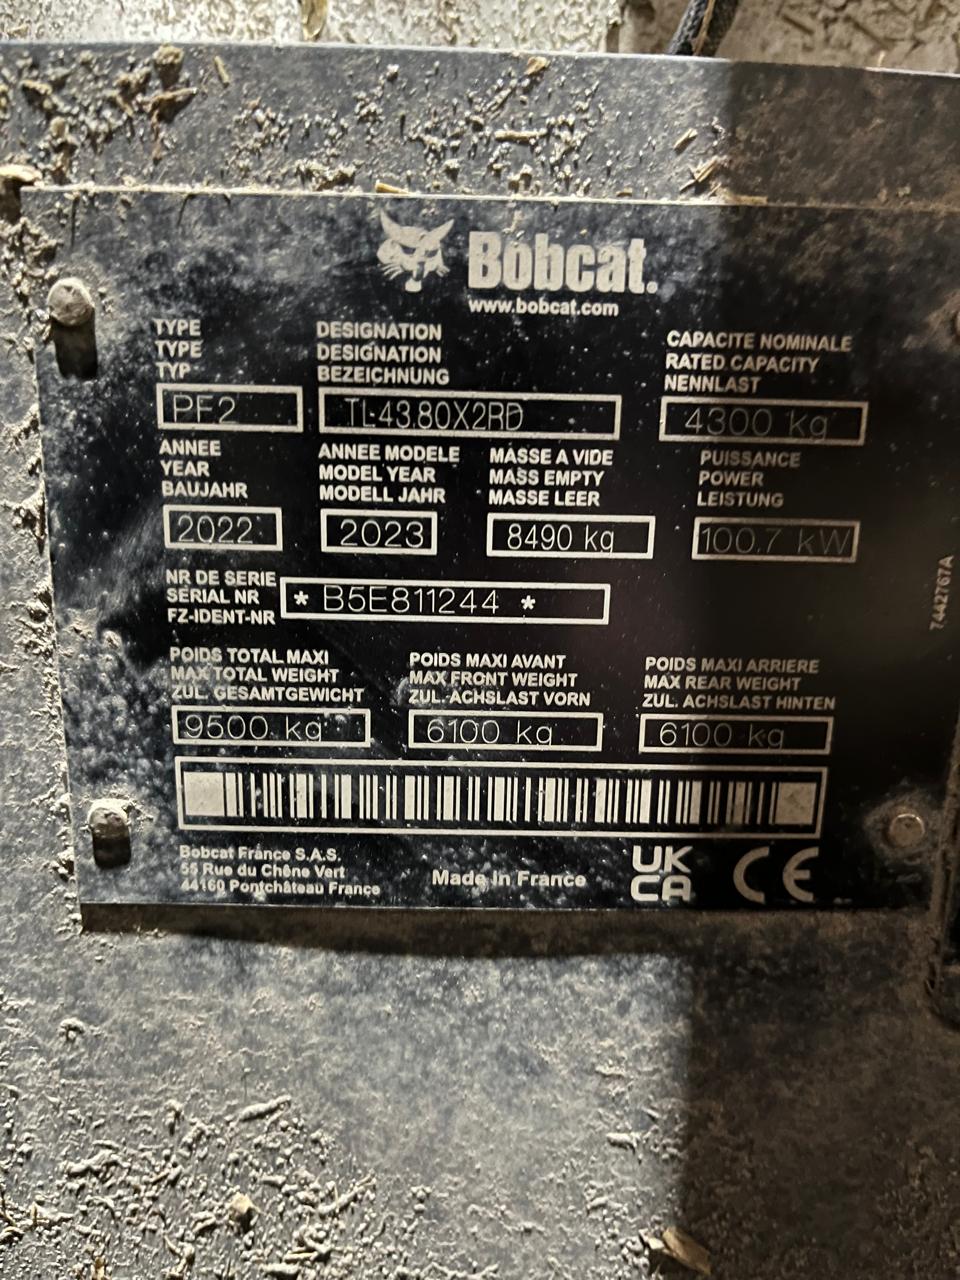 Bobcat.
www.bobcat.com
TYPE
TYPE
TYP
PF2
DESIGNATION
DESIGNATION
BEZEICHNUNG
TL43.80X2RD
CAPACITE NOMINALE
RATED CAPACITY
NENNLAST
4300 kg
ANNEE
YEAR
BAUJAHR
2022
ANNEE MODELE
MODEL YEAR
MODELL JAHR
2023
MASSE A VIDE
MASS EMPTY
MASSE LEER
8490 kg
PUISSANCE
POWER
LEISTUNG
100.7 kW
NR DE SERIE
SERIAL NR
FZ-IDENT-NR
* B5E811244 *
POIDS TOTAL MAXI
MAX TOTAL WEIGHT
ZUL. GESAMTGEWICHT
9500 kg
POIDS MAXI AVANT
MAX FRONT WEIGHT
ZUL. ACHSLAST VORN
6100 kg
POIDS MAXI ARRIERE
MAX REAR WEIGHT
ZUL. ACHSLAST HINTEN
6100 kg
Bobcat France S.A.S.
55 Rue du Chêne Vert
44160 Pontchâteau France
Made in France
UK
CA
CE
7442767A